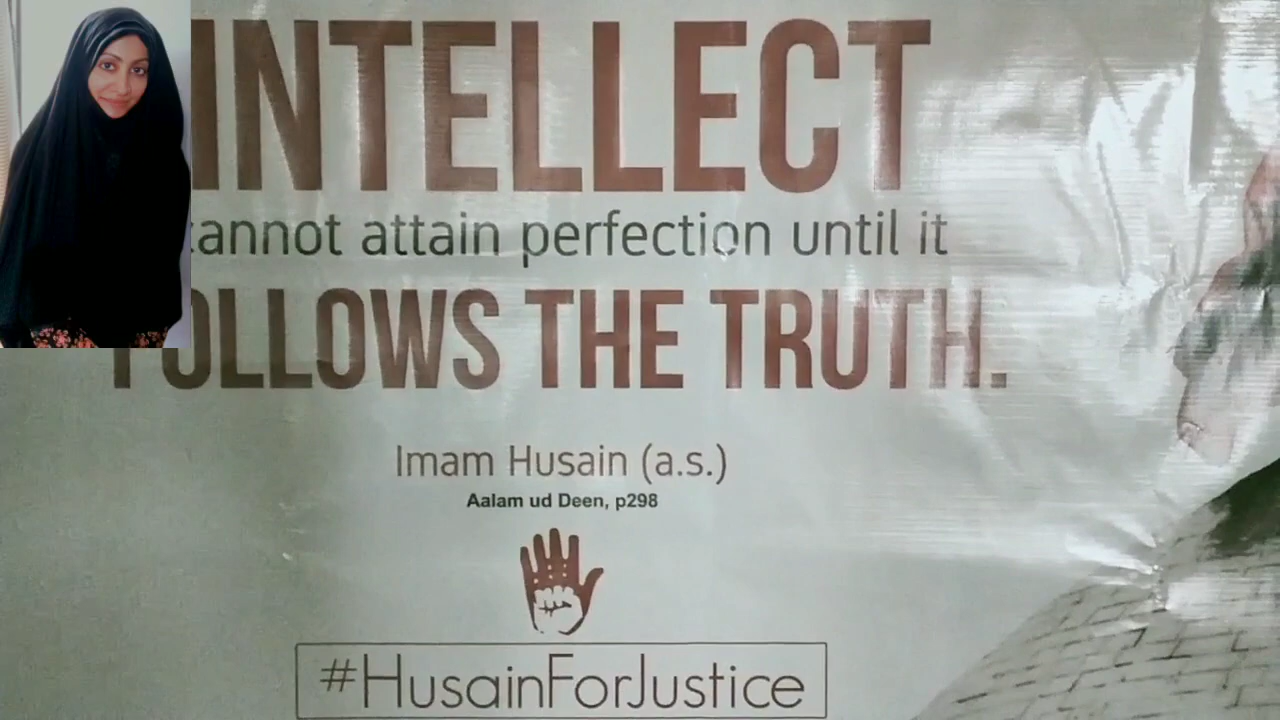 INTELLECT
cannot attain perfection until it
FOLLOWS THE TRUTH.
Imam Husain (a.s.)
Aalam ud Deen, p298
#HusainForJustice